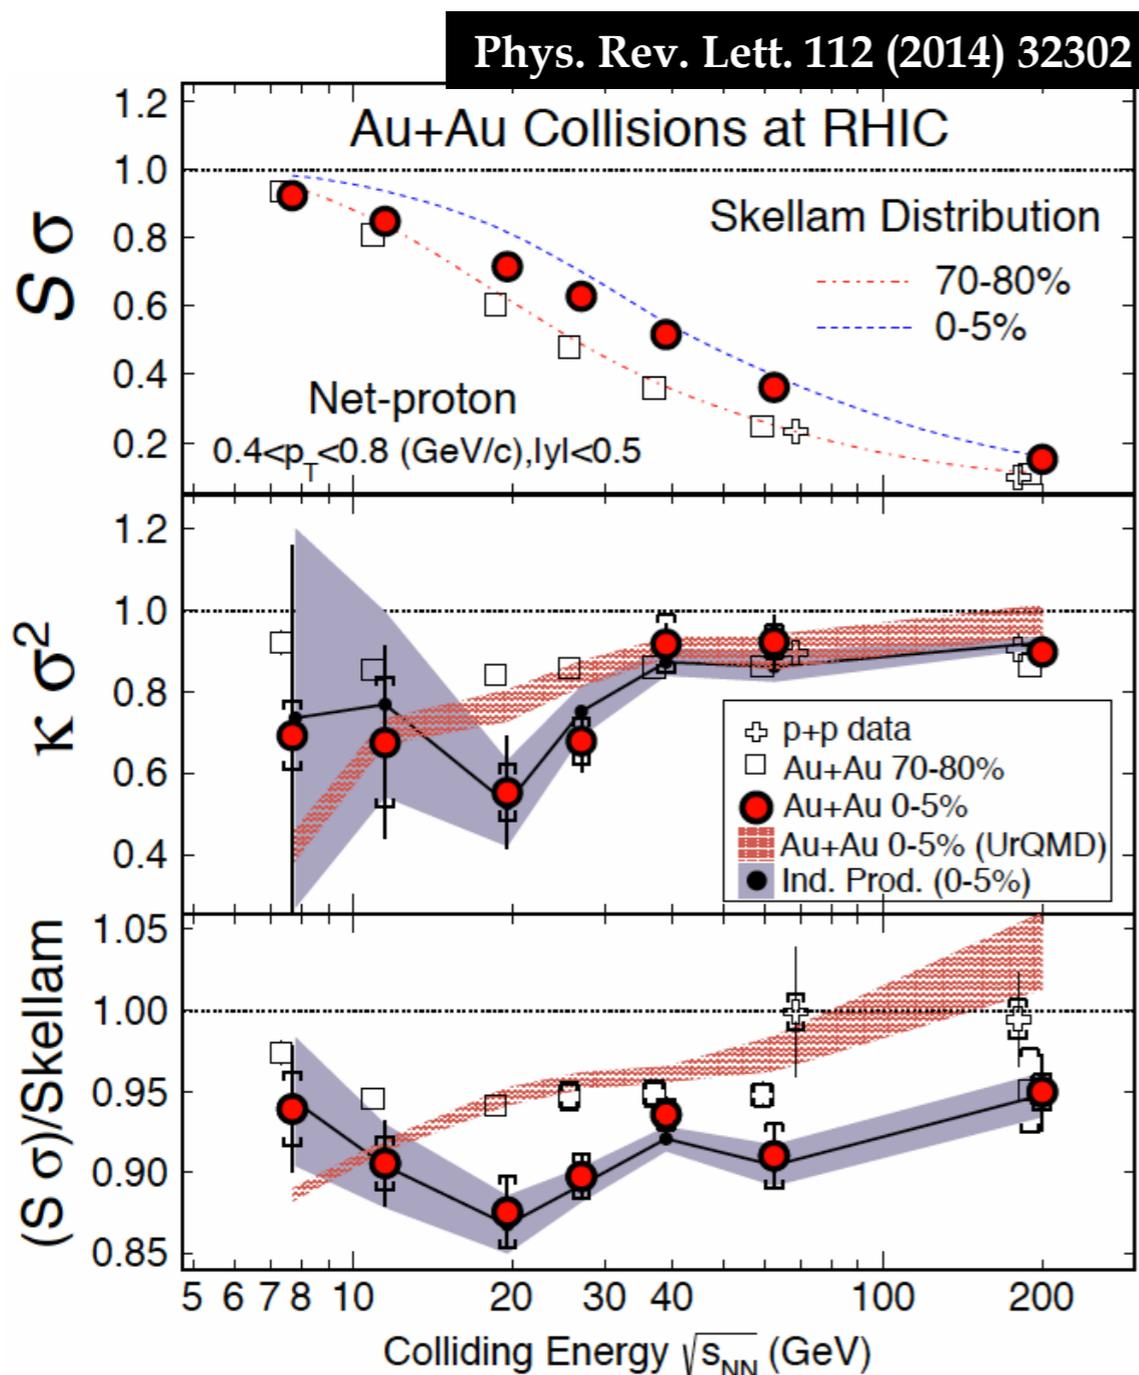 Phys. Rev. Lett. 112 (2014) 32302
Au+Au Collisions at RHIC
1.2
1.0
0.8
0.6
0.4
0.2
S σ
Skellam Distribution
70-80%
0-5%
Net-proton
0.4<p_T<0.8 (GeV/c),|y|<0.5
1.2
1.0
0.8
0.6
0.4
κ σ²
p+p data
Au+Au 70-80%
Au+Au 0-5%
Au+Au 0-5% (UrQMD)
Ind. Prod. (0-5%)
1.05
1.00
0.95
0.90
0.85
(S σ)/Skellam
5 6 7 8 10 20 30 40 100 200
Colliding Energy √s_NN (GeV)